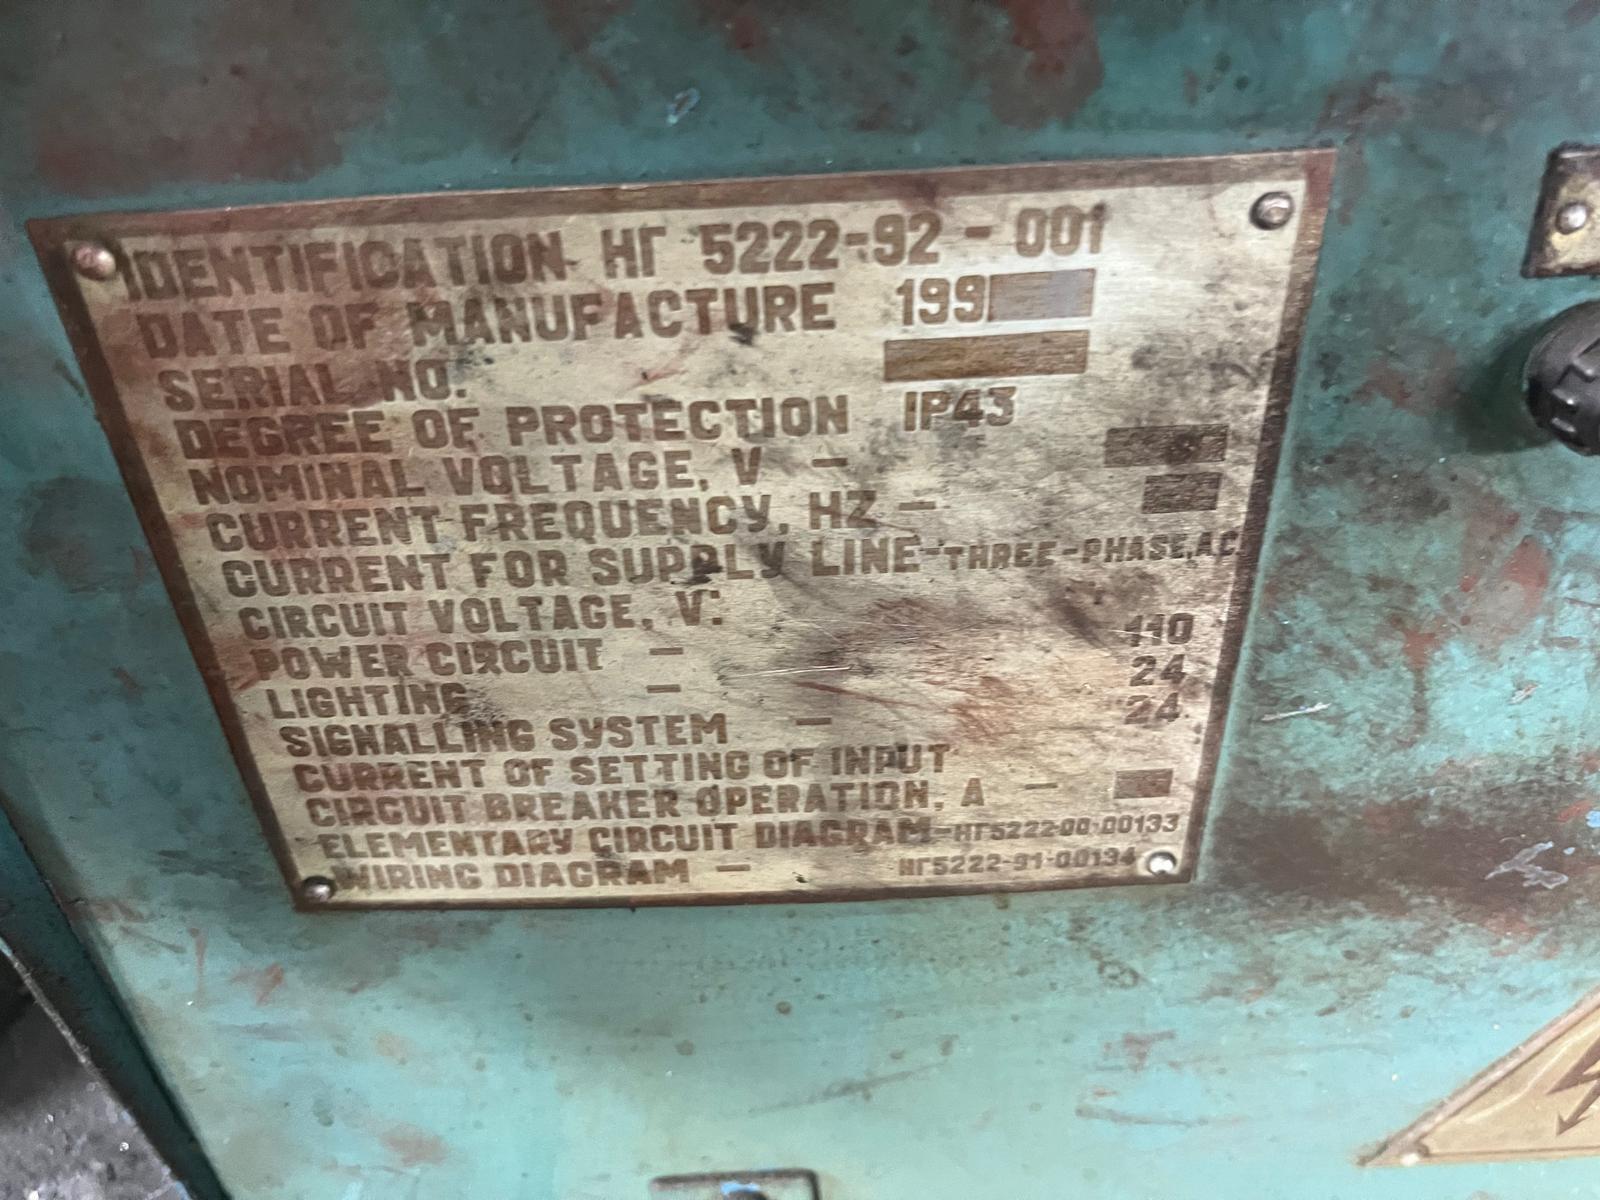 IDENTIFICATION НГ 5222-92-001
DATE OF MANUFACTURE 199
SERIAL NO.
DEGREE OF PROTECTION IP43
NOMINAL VOLTAGE, V –
CURRENT FREQUENCY, HZ –
CURRENT FOR SUPPLY LINE-THREE-PHASE,AC
CIRCUIT VOLTAGE, V:
POWER CIRCUIT – 110
LIGHTING – 24
SIGNALLING SYSTEM – 24
CURRENT OF SETTING OF INPUT
CIRCUIT BREAKER OPERATION, A –
ELEMENTARY CIRCUIT DIAGRAM-НГ5222-00-00133
WIRING DIAGRAM – НГ5222-91-00134